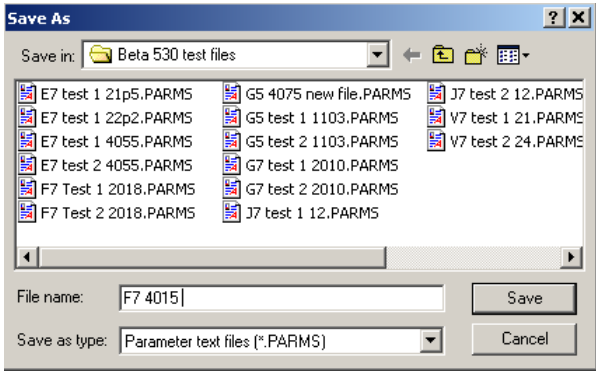 Save As
Save in: Beta 530 test files
E7 test 1 21p5.PARMS
E7 test 1 22p2.PARMS
E7 test 1 4055.PARMS
E7 test 2 4055.PARMS
F7 Test 1 2018.PARMS
F7 Test 2 2018.PARMS
G5 4075 new file.PARMS
G5 test 1 1103.PARMS
G5 test 2 1103.PARMS
G7 test 1 2010.PARMS
G7 test 2 2010.PARMS
J7 test 1 12.PARMS
J7 test 2 12.PARMS
V7 test 1 21.PARMS
V7 test 2 24.PARMS
File name: F7 4015
Save
Save as type: Parameter text files (*.PARMS)
Cancel